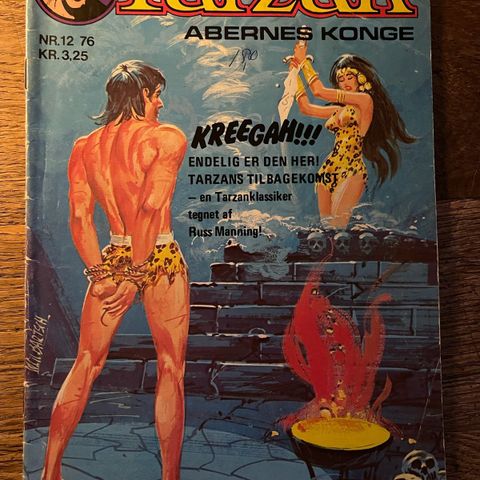 Tarzan
NR.12 76
ABERNES KONGE
KR.3,25
KREEGAH!!!
ENDELIG ER DEN HER!
TARZANS TILBAGEKOMST
– en Tarzanklassiker
tegnet af
Russ Manning!